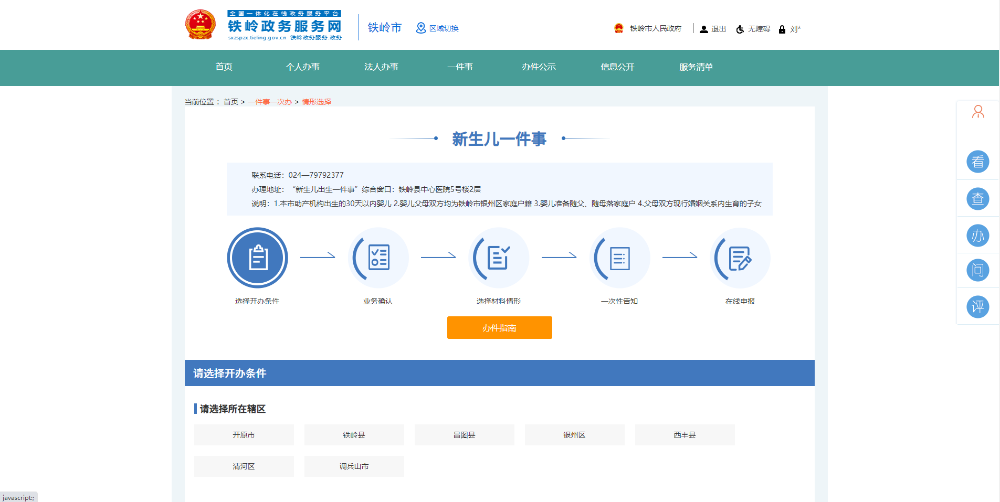 全国一体化在线政务服务平台
铁岭政务服务网
sxzspzx.tieling.gov.cn 铁岭政务服务.政务
铁岭市
区域切换
铁岭市人民政府
退出
无障碍
刘*
首页
个人办事
法人办事
一件事
办件公示
信息公开
服务清单
当前位置： 首页 > 一件事一次办 > 情形选择
新生儿一件事
联系电话：024—79792377
办理地址：“新生儿出生一件事”综合窗口：铁岭县中心医院5号楼2层
说明：1.本市助产机构出生的30天以内婴儿 2.婴儿父母双方均为铁岭市银州区家庭户籍 3.婴儿准备随父、随母落家庭户 4.父母双方现行婚姻关系内生育的子女
选择开办条件
业务确认
选择材料情形
一次性告知
在线申报
办件指南
请选择开办条件
请选择所在辖区
开原市
铁岭县
昌图县
银州区
西丰县
清河区
调兵山市
看
查
办
问
评
javascript:;